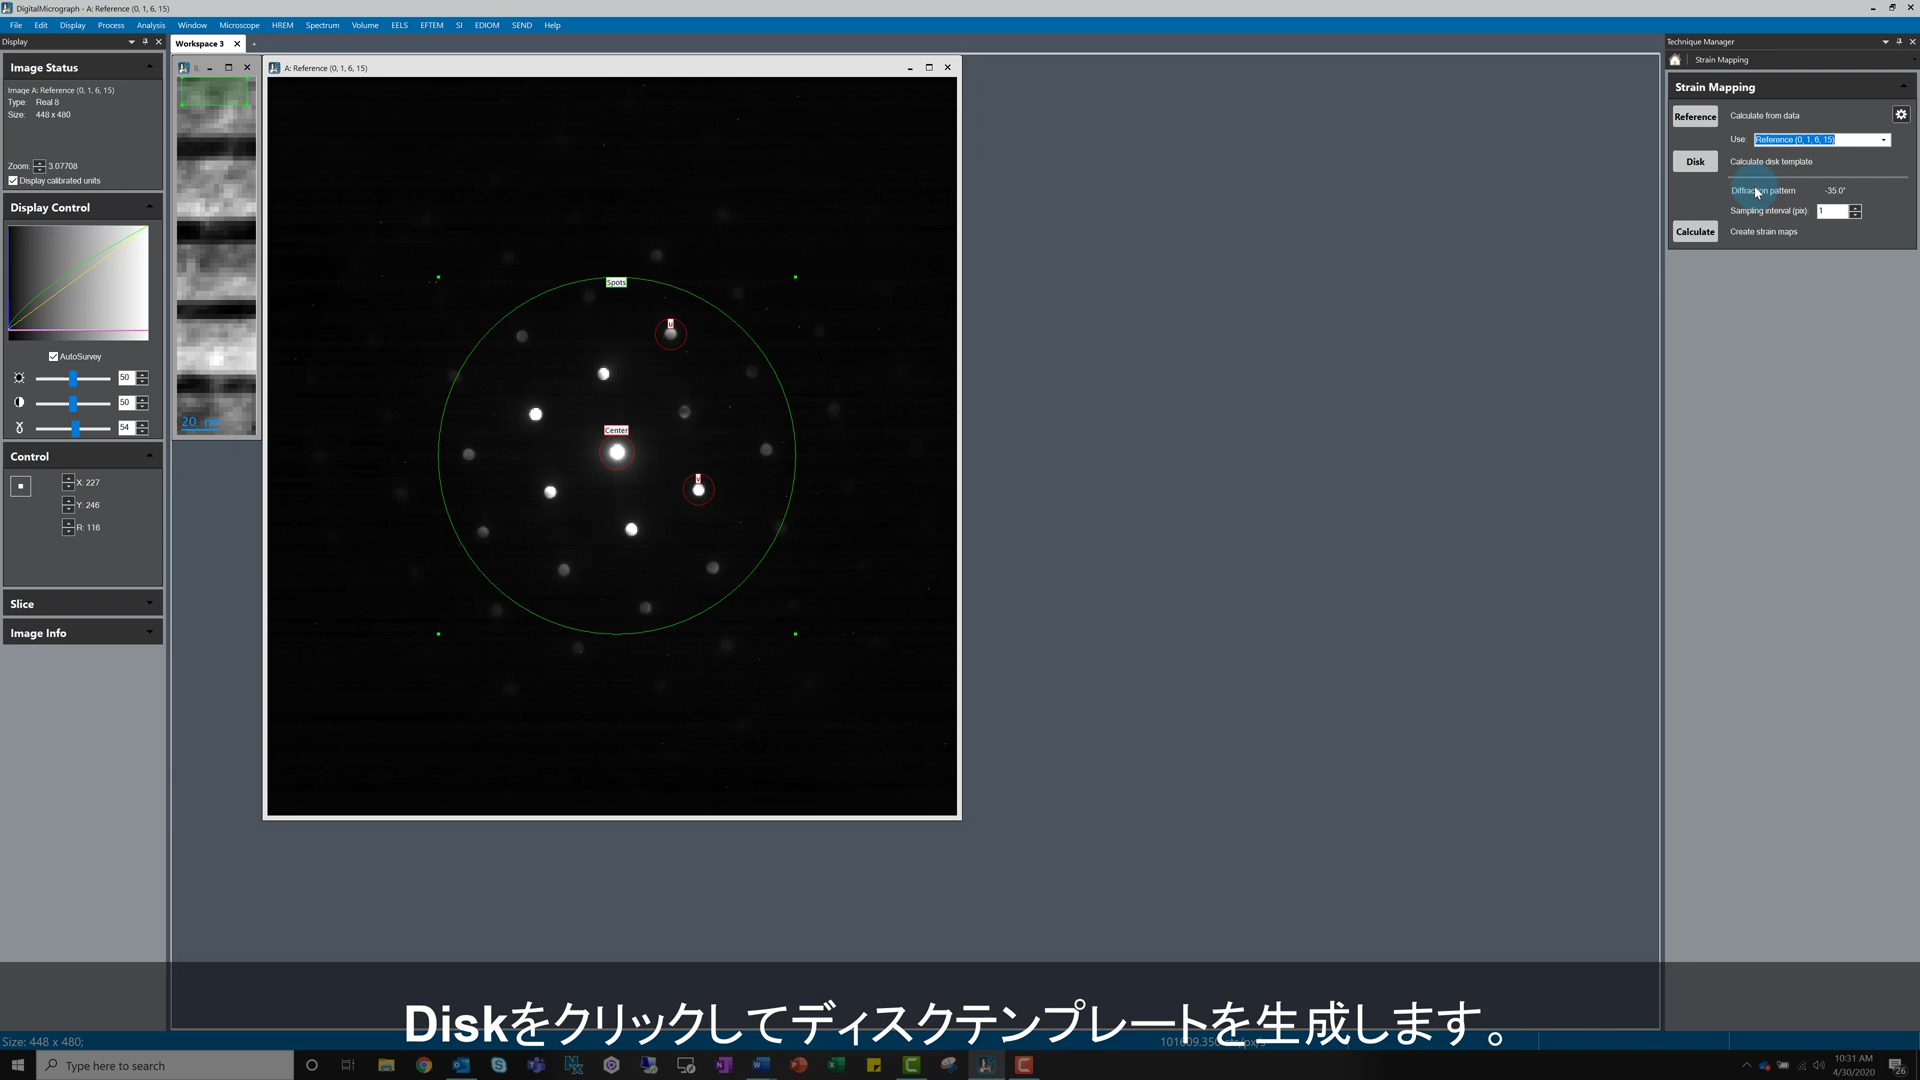 DigitalMicrograph - A: Reference (0, 1, 6, 15)
File Edit Display Process Analysis Window Microscope HREM Spectrum Volume EELS EFTEM SI EDIOM SEND Help
Display
Workspace 3
Technique Manager
Strain Mapping
Image Status
Image A: Reference (0, 1, 6, 15)
Type: Real 8
Size: 448 x 480
Zoom: 3.07708
Display calibrated units
Display Control
AutoSurvey
50
50
54
Control
X: 227
Y: 246
R: 116
Slice
Image Info
20 nm
A: Reference (0, 1, 6, 15)
Spots
u
Center
v
Strain Mapping
Reference Calculate from data
Use: Reference (0, 1, 6, 15)
Disk Calculate disk template
Diffraction pattern -35.0°
Sampling interval (pix): 1
Calculate Create strain maps
Diskをクリックしてディスクテンプレートを生成します。
Size: 448 x 480;
Type here to search
10:31 AM
4/30/2020
26